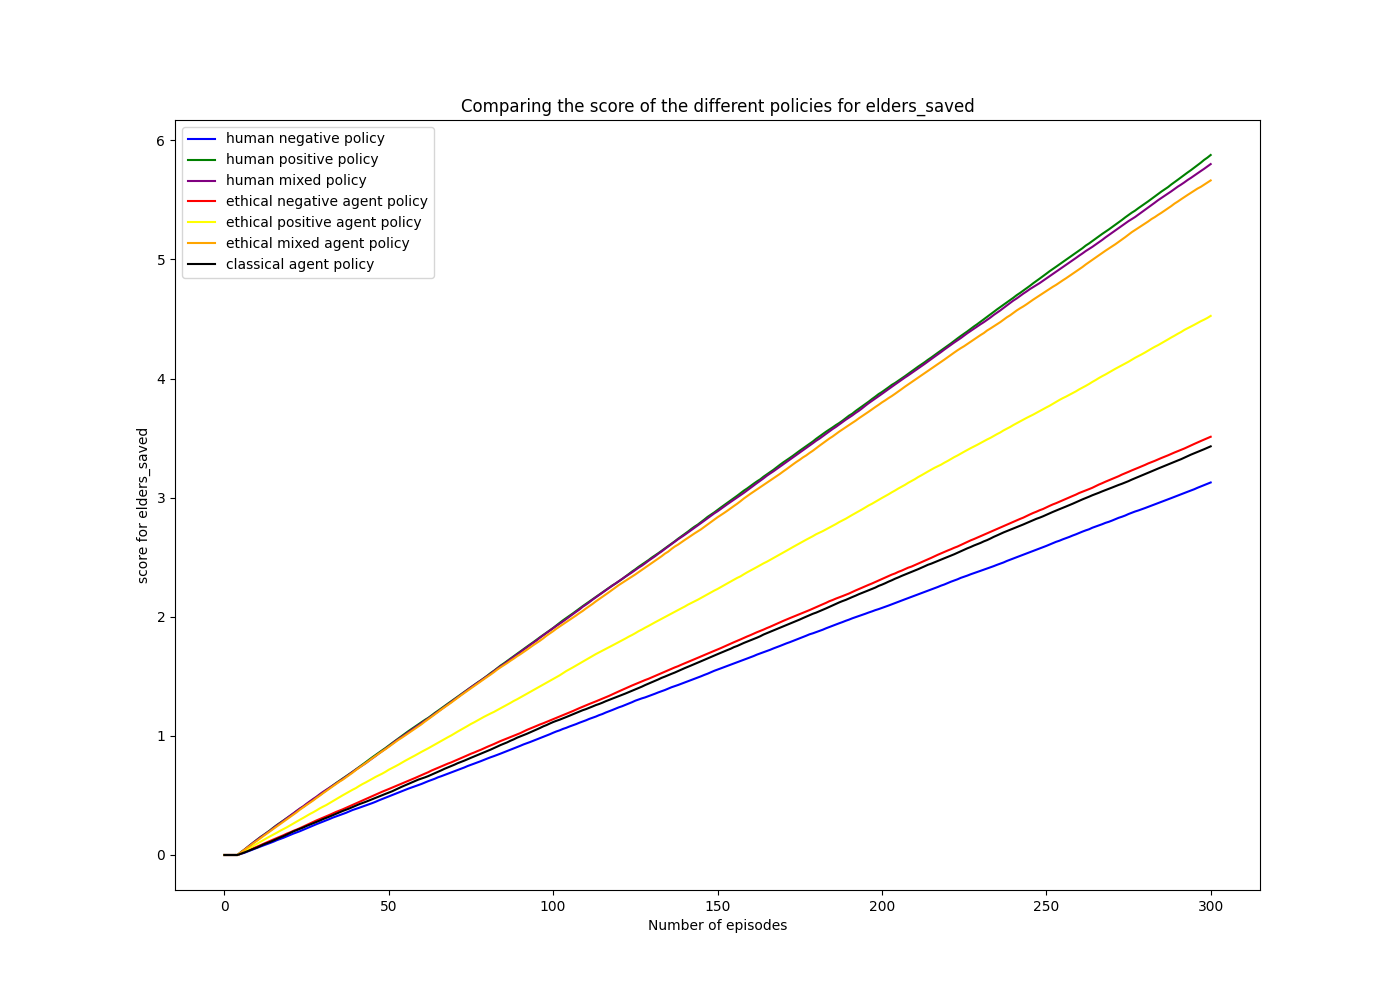 Comparing the score of the different policies for elders_saved
human negative policy
human positive policy
human mixed policy
ethical negative agent policy
ethical positive agent policy
ethical mixed agent policy
classical agent policy
score for elders_saved
6
5
4
3
2
1
0
0 50 100 150 200 250 300
Number of episodes